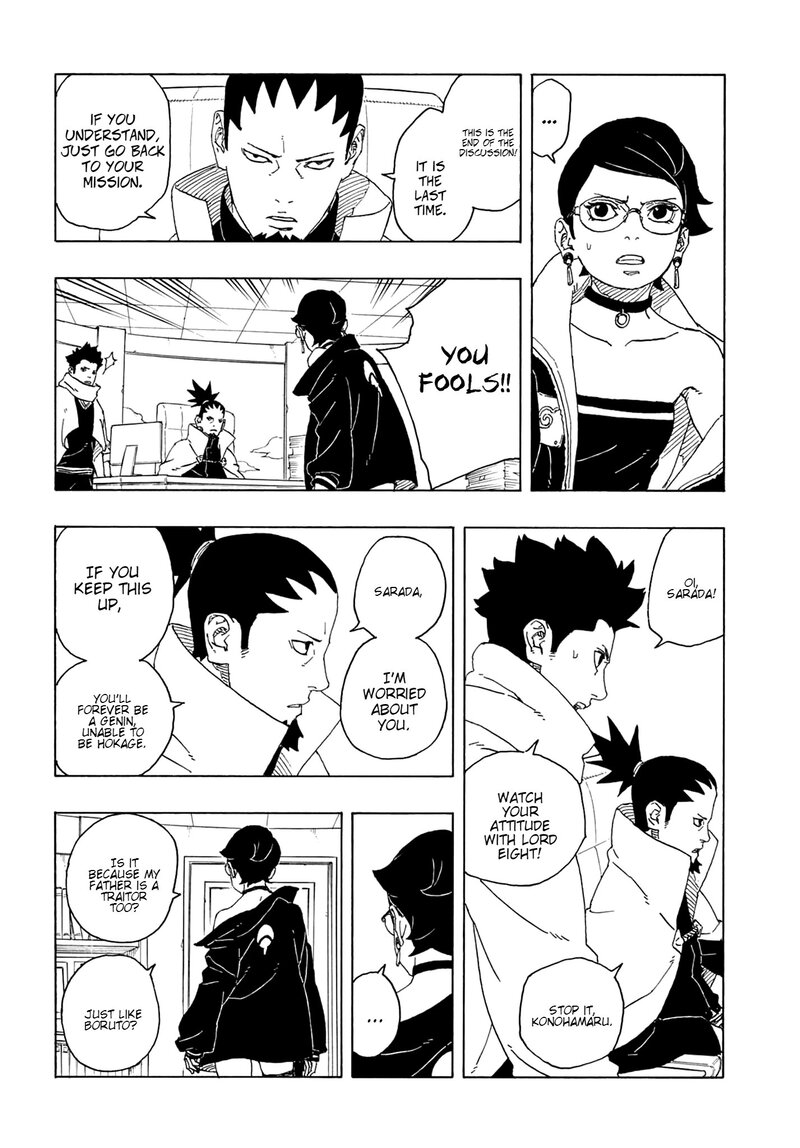 ...
THIS IS THE
END OF THE
DISCUSSION!
IT IS
THE
LAST
TIME.
IF YOU
UNDERSTAND,
JUST GO BACK
TO YOUR
MISSION.
YOU
FOOLS!!
OI,
SARADA!
WATCH
YOUR
ATTITUDE
WITH LORD
EIGHT!
STOP IT,
KONOHAMARU.
SARADA,
I'M
WORRIED
ABOUT
YOU.
IF YOU
KEEP THIS
UP,
YOU'LL
FOREVER BE
A GENIN,
UNABLE TO
BE HOKAGE.
...
IS IT
BECAUSE MY
FATHER IS A
TRAITOR
TOO?
JUST LIKE
BORUTO?